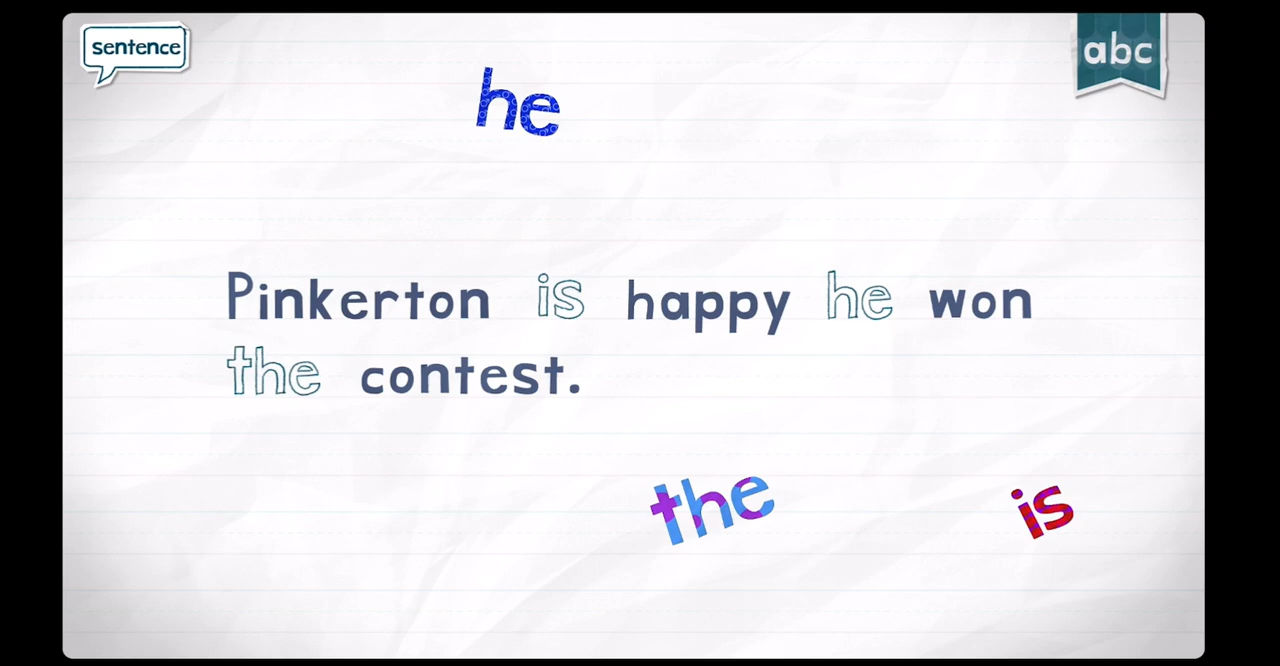 sentence
abc
he
Pinkerton is happy he won
the contest.
the
is